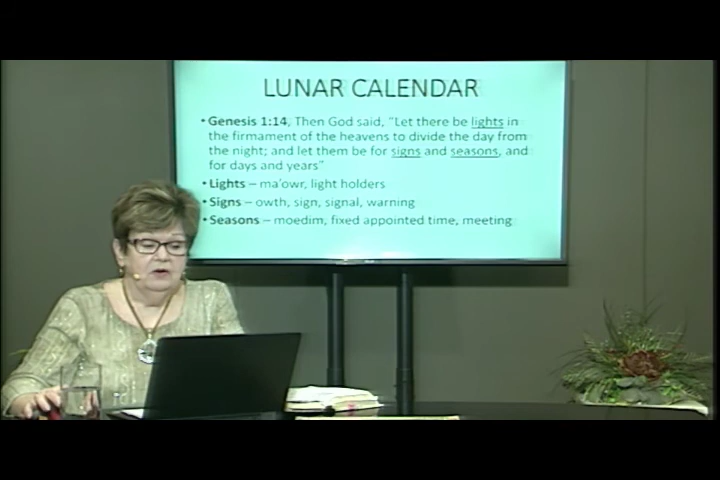 LUNAR CALENDAR
• Genesis 1:14, Then God said, "Let there be lights in
the firmament of the heavens to divide the day from
the night; and let them be for signs and seasons, and
for days and years"
• Lights – ma'owr, light holders
• Signs – owth, sign, signal, warning
• Seasons – moedim, fixed appointed time, meeting